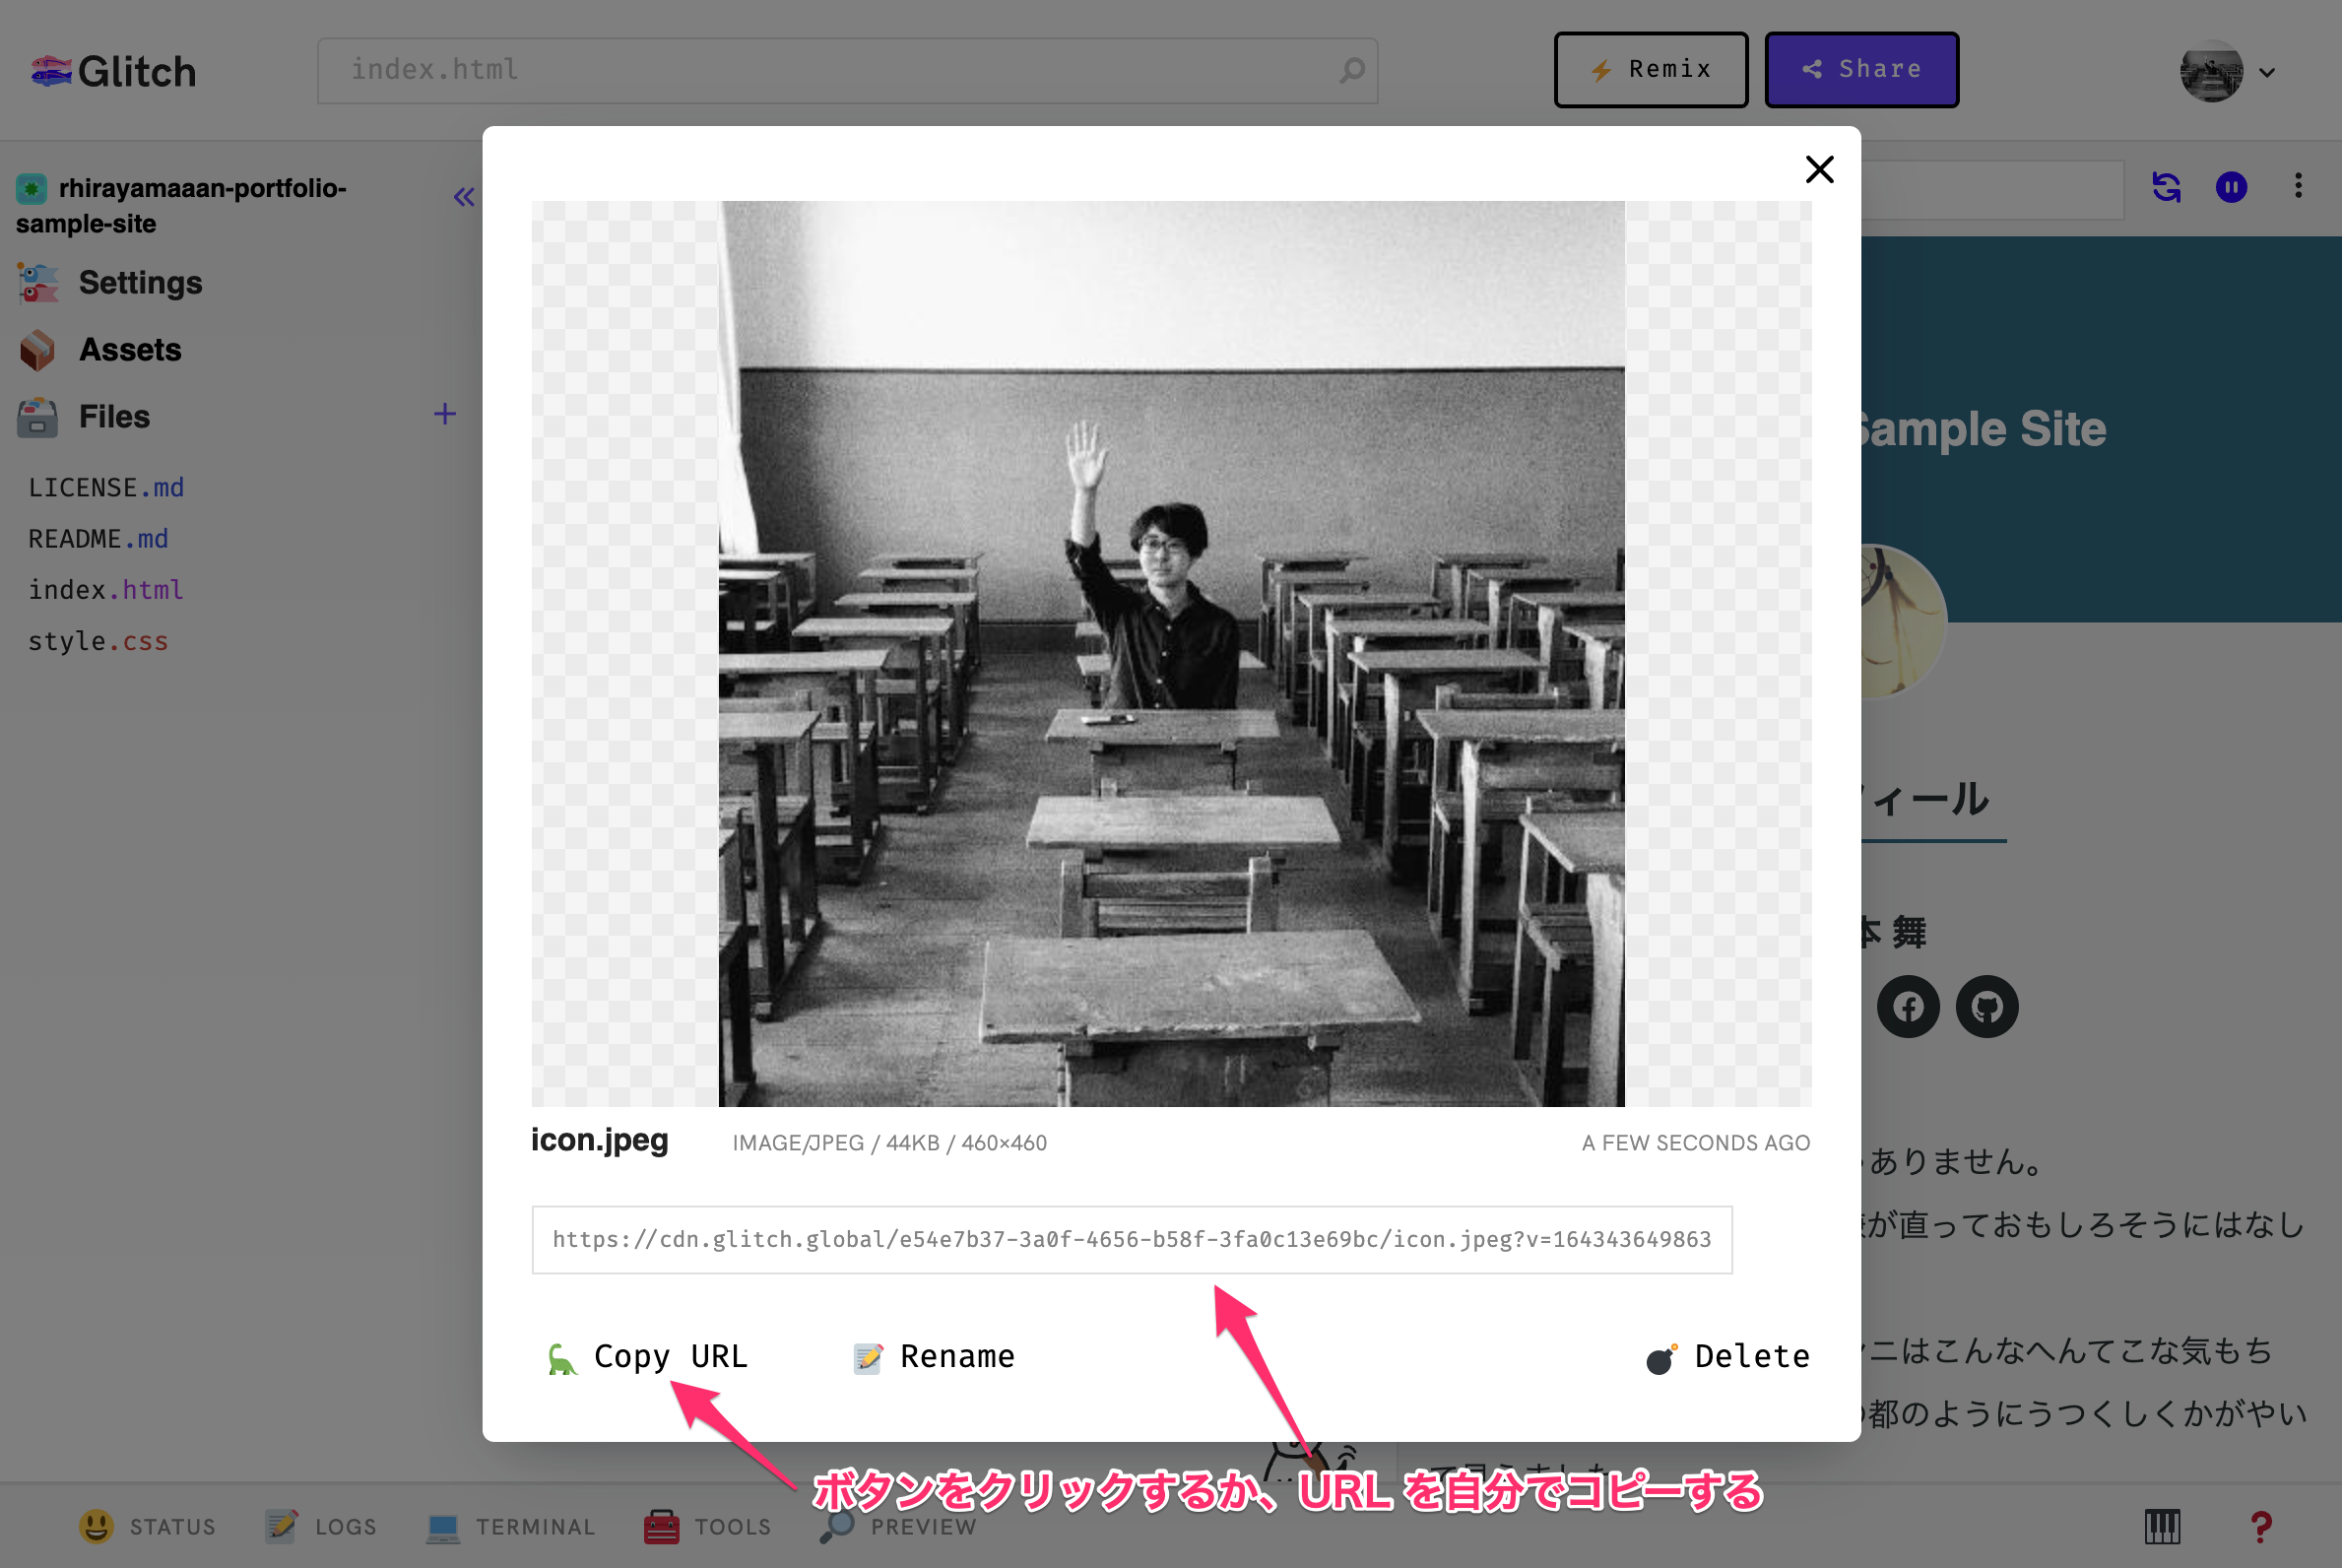 Glitch
index.html
Remix
Share
rhirayamaaan-portfolio-
sample-site
Settings
Assets
Files
LICENSE.md
README.md
index.html
style.css
Sample Site
ィール
本 舞
ありません。
が直っておもしろそうにはなし
ニはこんなへんてこな気もち
都のようにうつくしくかがやい
icon.jpeg
IMAGE/JPEG / 44KB / 460×460
A FEW SECONDS AGO
https://cdn.glitch.global/e54e7b37-3a0f-4656-b58f-3fa0c13e69bc/icon.jpeg?v=164343649863
Copy URL
Rename
Delete
ボタンをクリックするか、URL を自分でコピーする
STATUS
LOGS
TERMINAL
TOOLS
PREVIEW
?